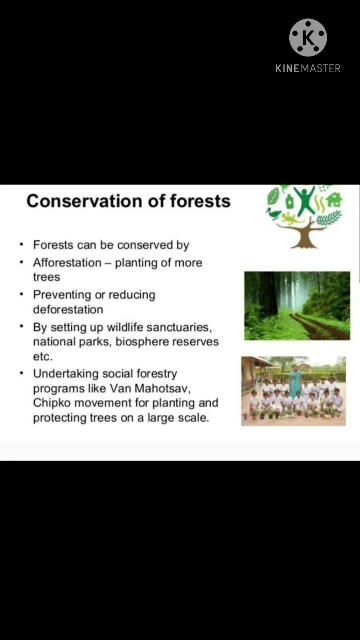 KINEMASTER
Conservation of forests
• Forests can be conserved by
• Afforestation – planting of more
trees
• Preventing or reducing
deforestation
• By setting up wildlife sanctuaries,
national parks, biosphere reserves
etc.
• Undertaking social forestry
programs like Van Mahotsav,
Chipko movement for planting and
protecting trees on a large scale.